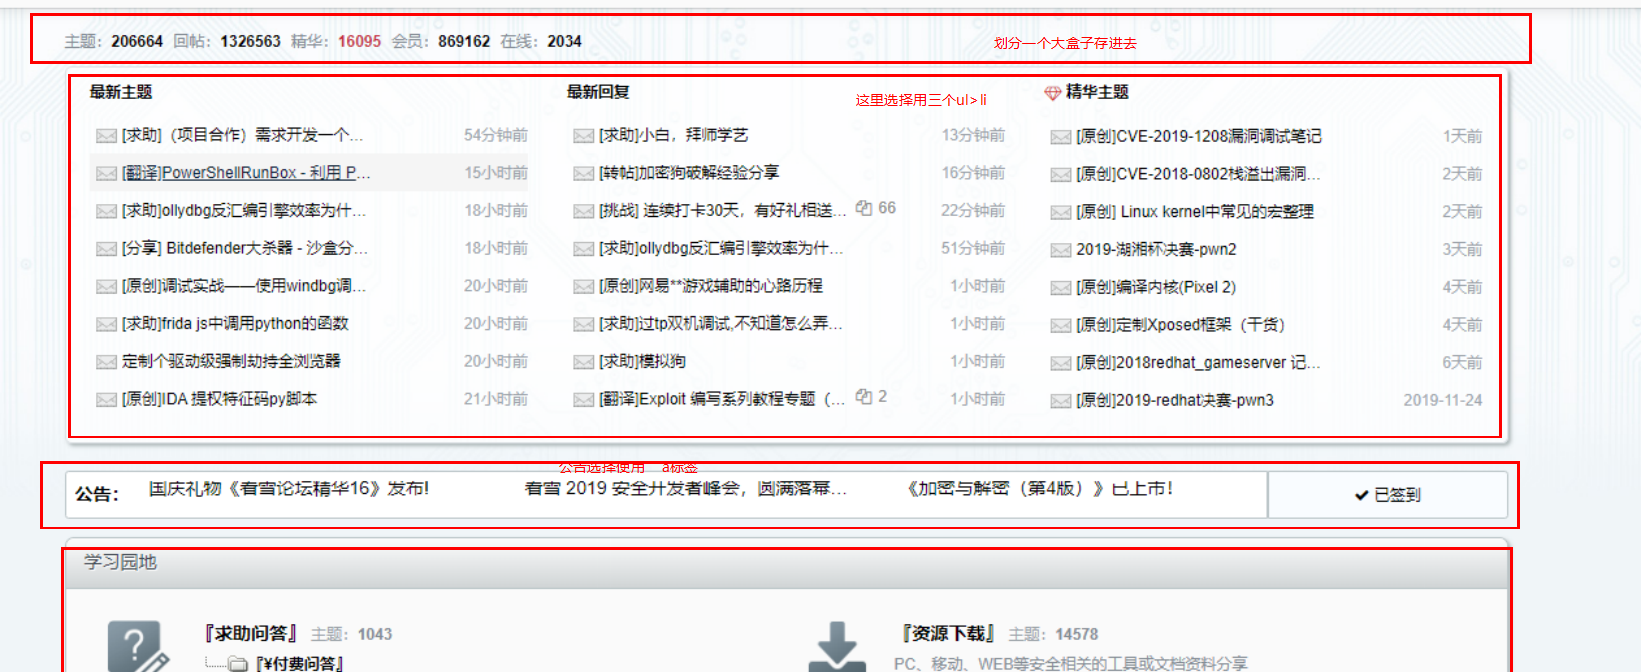 主题：206664 回帖：1326563 精华：16095 会员：869162 在线：2034
划分一个大盒子存进去
最新主题
[求助]（项目合作）需求开发一个... 54分钟前
[翻译]PowerShellRunBox - 利用 P... 15小时前
[求助]ollydbg反汇编引擎效率为什... 18小时前
[分享] Bitdefender大杀器 - 沙盒分... 18小时前
[原创]调试实战——使用windbg调... 20小时前
[求助]frida js中调用python的函数 20小时前
定制个驱动级强制劫持全浏览器 20小时前
[原创]IDA 提权特征码py脚本 21小时前
最新回复
这里选择用三个ul>li
[求助]小白，拜师学艺 13分钟前
[转帖]加密狗破解经验分享 16分钟前
[挑战] 连续打卡30天，有好礼相送... 66 22分钟前
[求助]ollydbg反汇编引擎效率为什... 51分钟前
[原创]网易**游戏辅助的心路历程 1小时前
[求助]过tp双机调试,不知道怎么弄... 1小时前
[求助]模拟狗 1小时前
[翻译]Exploit 编写系列教程专题（... 2 1小时前
精华主题
[原创]CVE-2019-1208漏洞调试笔记 1天前
[原创]CVE-2018-0802栈溢出漏洞... 2天前
[原创] Linux kernel中常见的宏整理 2天前
2019-湖湘杯决赛-pwn2 3天前
[原创]编译内核(Pixel 2) 4天前
[原创]定制Xposed框架（干货） 4天前
[原创]2018redhat_gameserver 记... 6天前
[原创]2019-redhat决赛-pwn3 2019-11-24
公告选择使用 a标签
公告： 国庆礼物《看雪论坛精华16》发布! 看雪 2019 安全开发者峰会，圆满落幕... 《加密与解密（第4版）》已上市! 已签到
学习园地
『求助问答』 主题：1043
『¥付费问答』
『资源下载』 主题：14578
PC、移动、WEB等安全相关的工具或文档资料分享